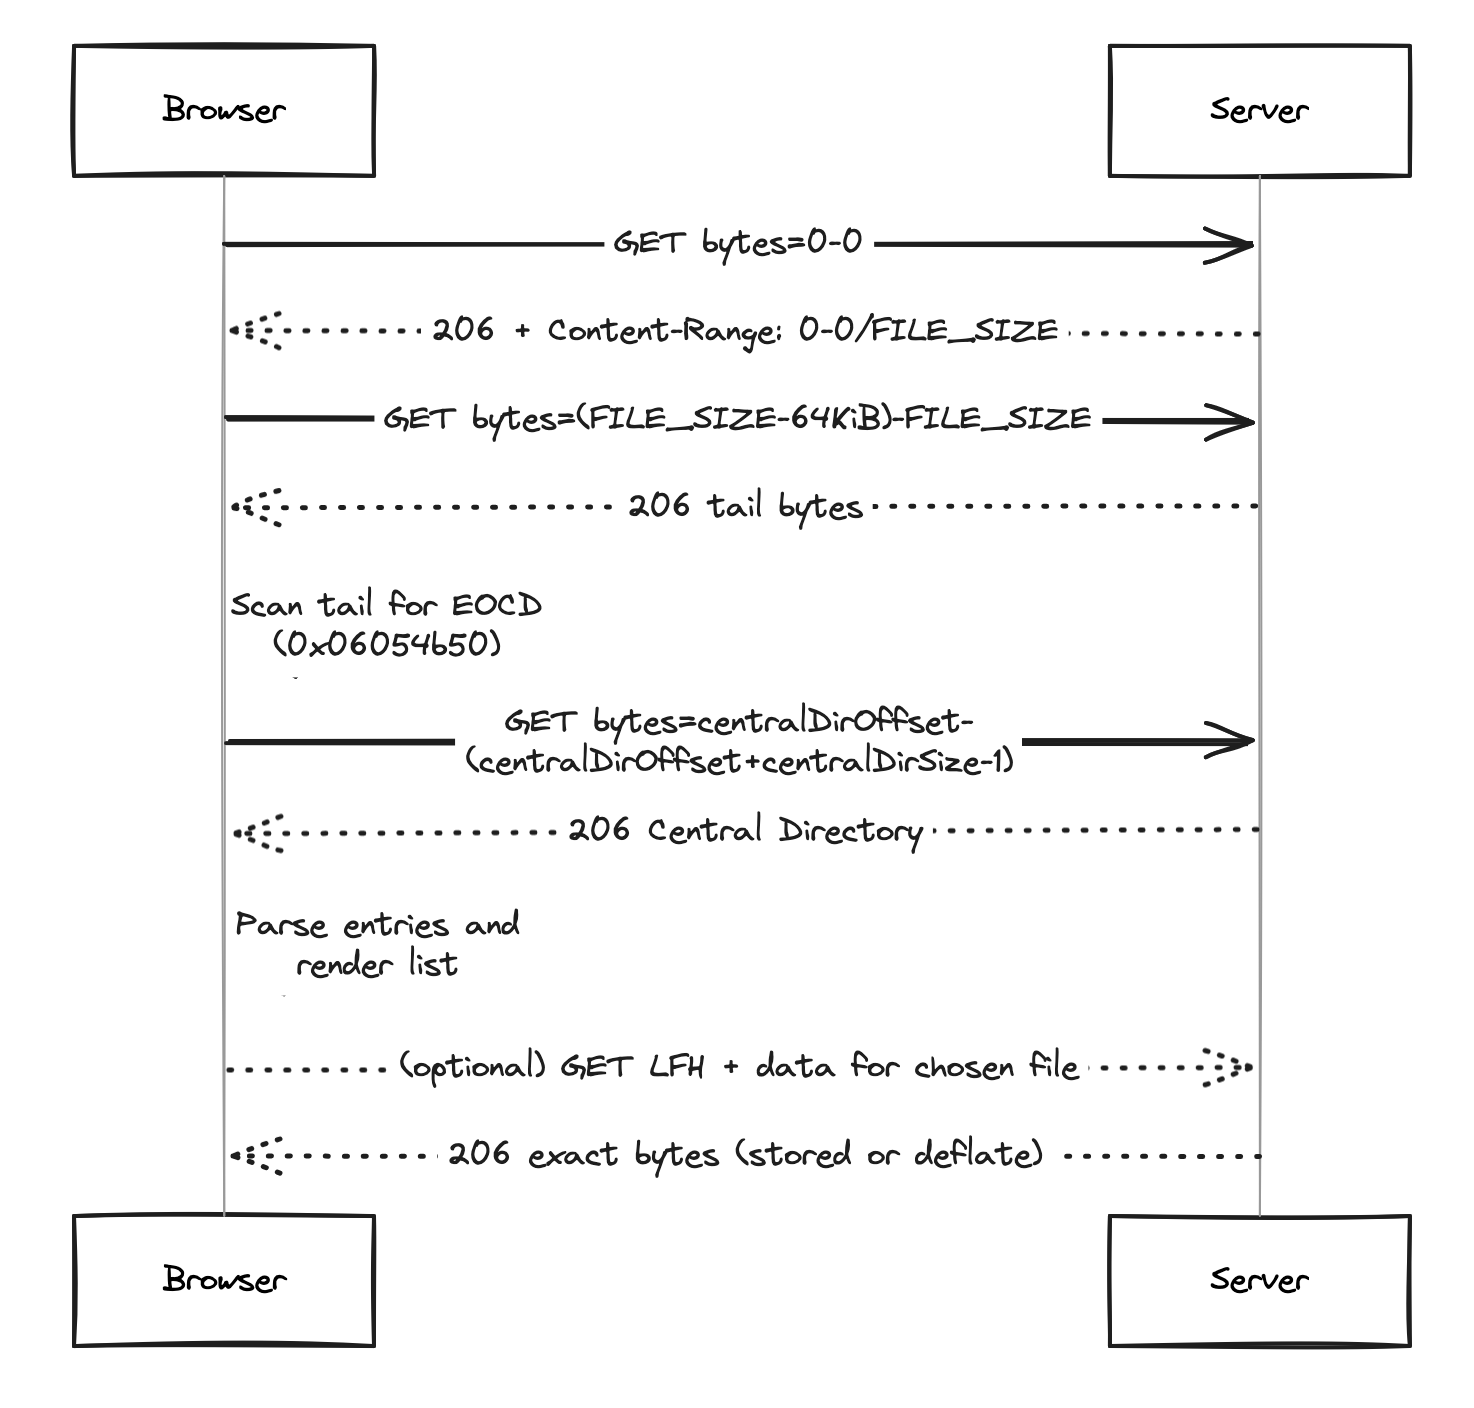 Browser
Server
GET bytes=0-0
206 + Content-Range: 0-0/FILE_SIZE
GET bytes=(FILE_SIZE-64KiB)-FILE_SIZE
206 tail bytes
Scan tail for EOCD
(0x06054b50)
GET bytes=centralDirOffset-
(centralDirOffset+centralDirSize-1)
206 Central Directory
Parse entries and
render list
(optional) GET LFH + data for chosen file
206 exact bytes (stored or deflate)
Browser
Server